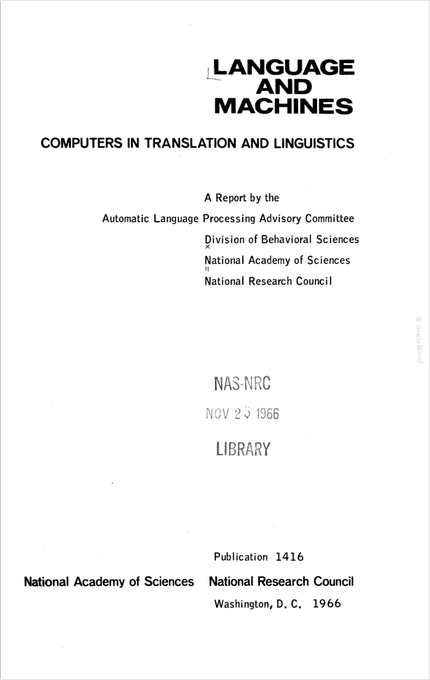 LANGUAGE
AND
MACHINES
COMPUTERS IN TRANSLATION AND LINGUISTICS
A Report by the
Automatic Language Processing Advisory Committee
Division of Behavioral Sciences
National Academy of Sciences
National Research Council
NAS-NRC
NOV 1966
LIBRARY
Publication 1416
National Academy of Sciences National Research Council
Washington, D. C. 1966